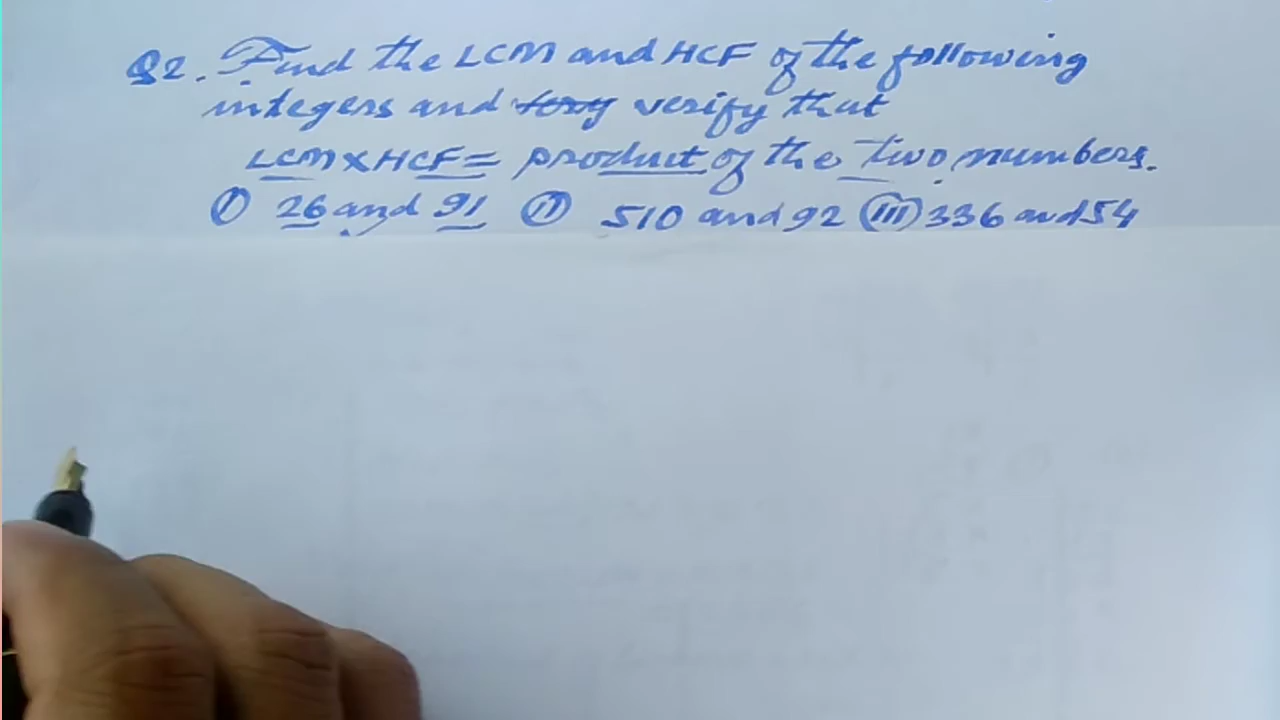 Q2. Find the LCM and HCF of the following
integers and verify that
LCM×HCF = product of the two numbers.
(i) 26 and 91 (ii) 510 and 92 (iii) 336 and 54